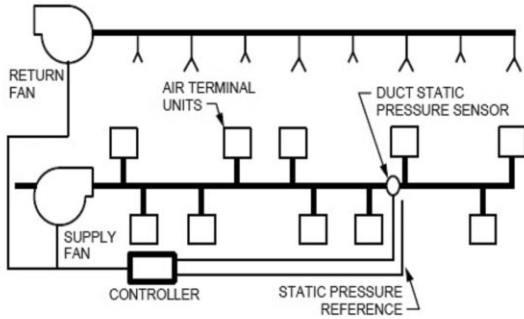 RETURN
FAN
AIR TERMINAL
UNITS
DUCT STATIC
PRESSURE SENSOR
SUPPLY
FAN
CONTROLLER
STATIC PRESSURE
REFERENCE